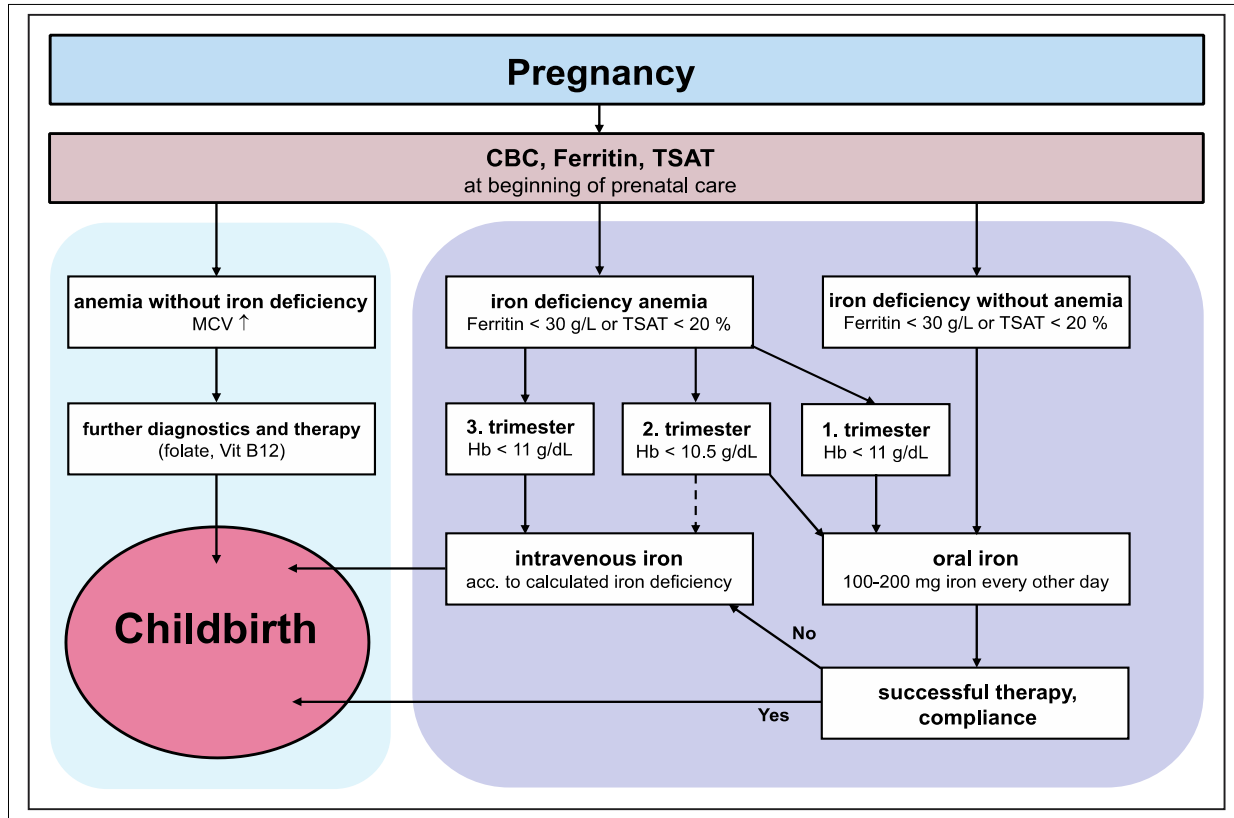 Pregnancy
CBC, Ferritin, TSAT
at beginning of prenatal care
anemia without iron deficiency
MCV ↑
iron deficiency anemia
Ferritin < 30 g/L or TSAT < 20 %
iron deficiency without anemia
Ferritin < 30 g/L or TSAT < 20 %
further diagnostics and therapy
(folate, Vit B12)
3. trimester
Hb < 11 g/dL
2. trimester
Hb < 10.5 g/dL
1. trimester
Hb < 11 g/dL
intravenous iron
acc. to calculated iron deficiency
oral iron
100-200 mg iron every other day
Childbirth
No
successful therapy,
compliance
Yes